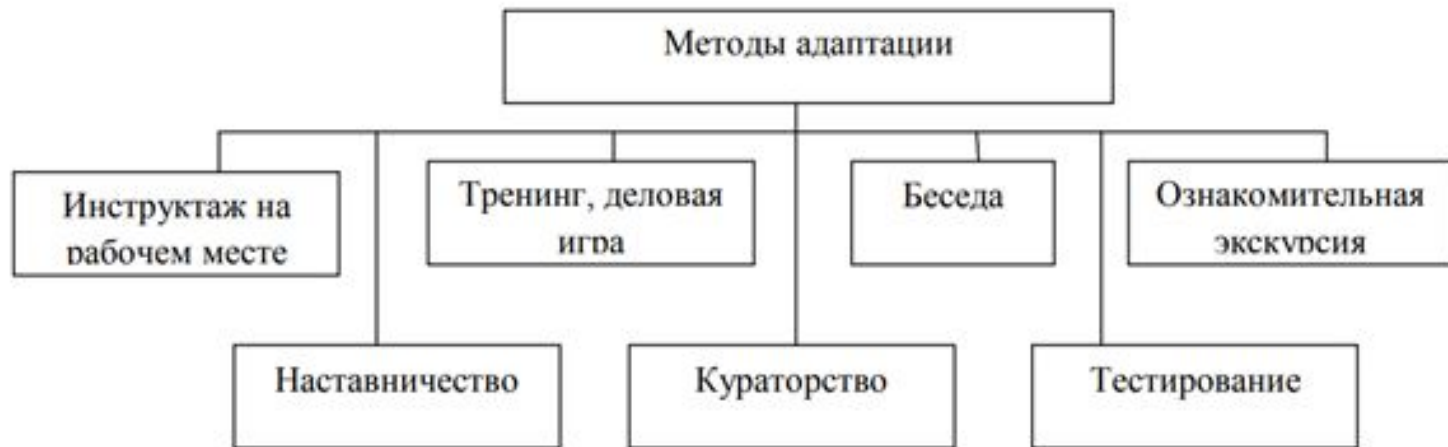 Методы адаптации
Инструктаж на
рабочем месте
Тренинг, деловая
игра
Беседа
Ознакомительная
экскурсия
Наставничество
Кураторство
Тестирование